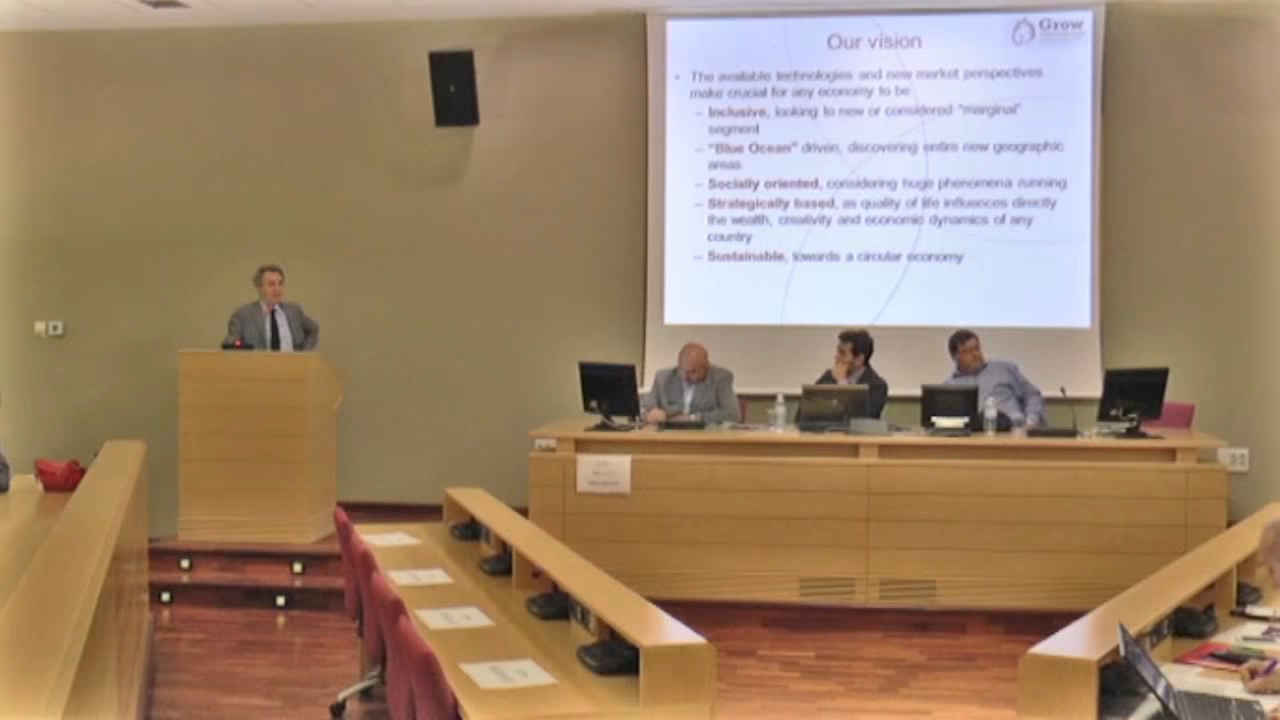 Grow
Our vision
• The available technologies and new market perspectives
make crucial for any economy to be
– Inclusive, looking to new or considered "marginal"
segment
– "Blue Ocean" driven, discovering entire new geographic
areas
– Socially oriented, considering huge phenomena running
– Strategically based, as quality of life influences directly
the wealth, creativity and economic dynamics of any
country
– Sustainable, towards a circular economy